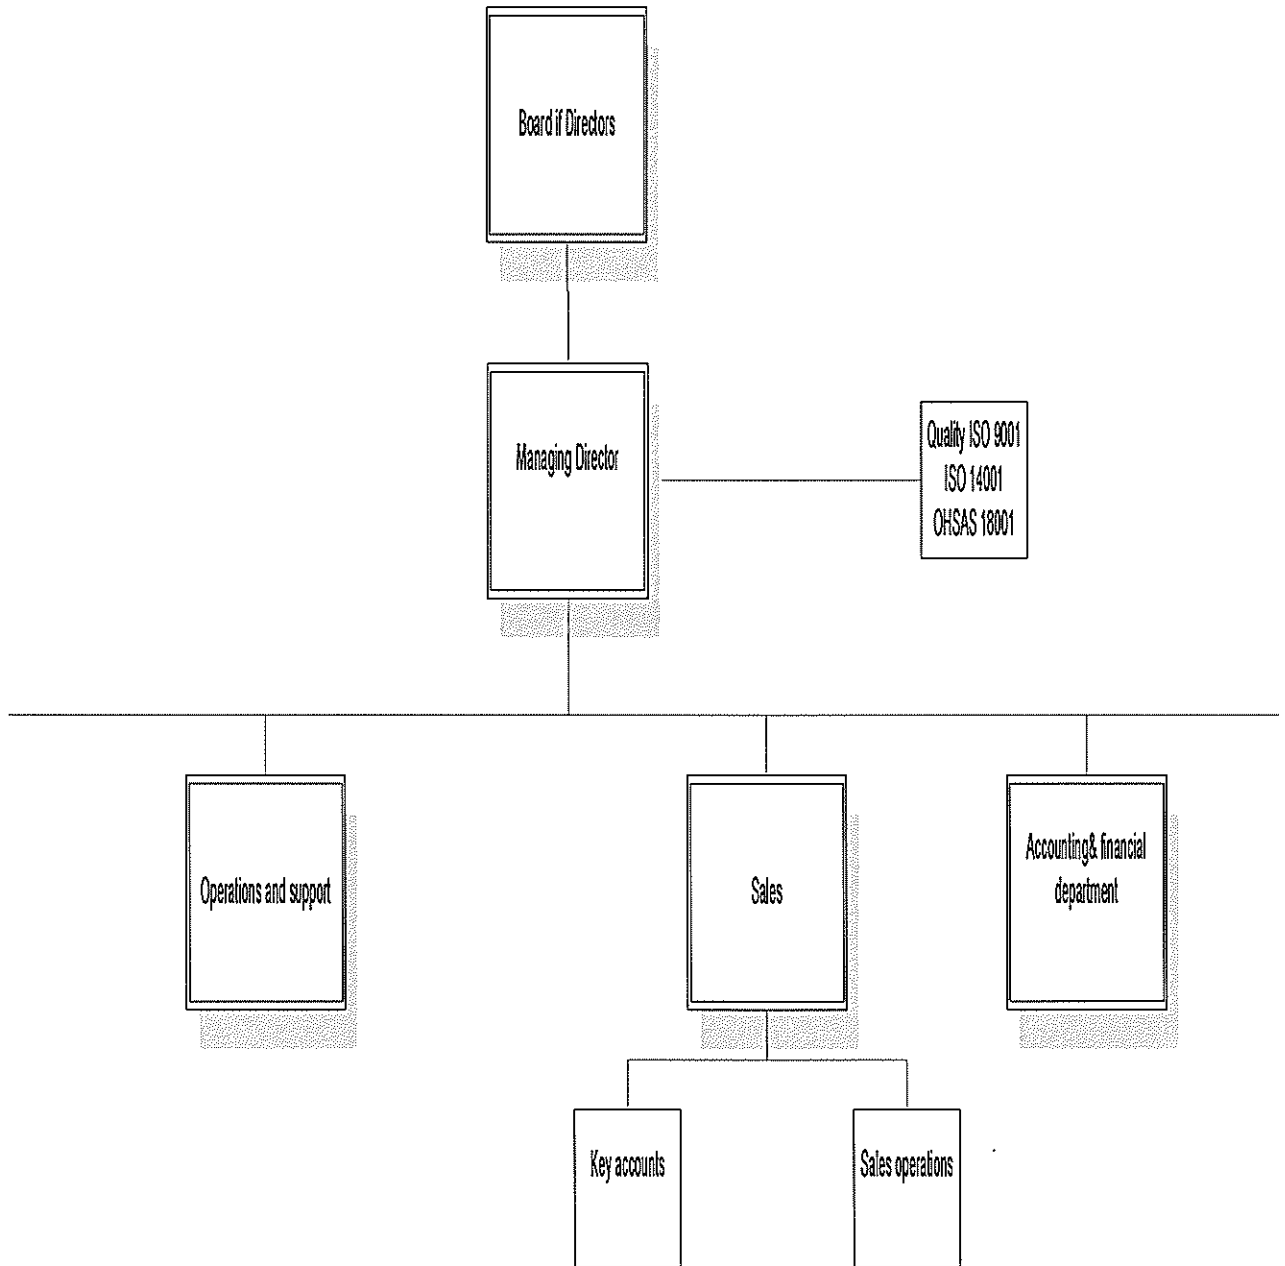 Board if Directors
Managing Director
Quality ISO 9001
ISO 14001
OHSAS 18001
Operations and support
Sales
Accounting& financial
department
Key accounts
Sales operations